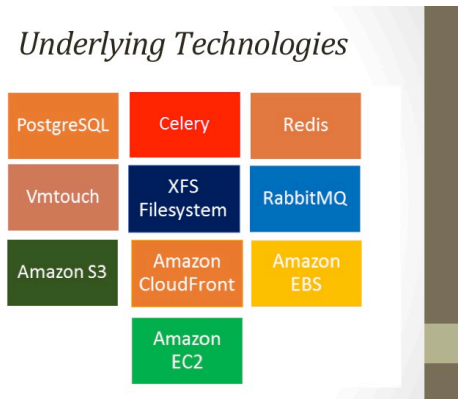 Underlying Technologies
PostgreSQL
Celery
Redis
Vmtouch
XFS
Filesystem
RabbitMQ
Amazon S3
Amazon
CloudFront
Amazon
EBS
Amazon
EC2